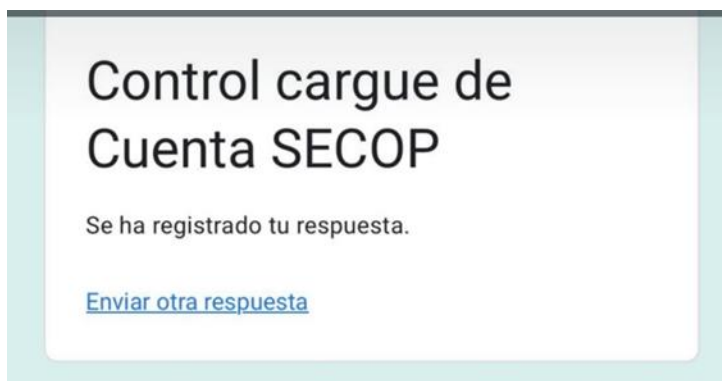 Control cargue de
Cuenta SECOP
Se ha registrado tu respuesta.
Enviar otra respuesta